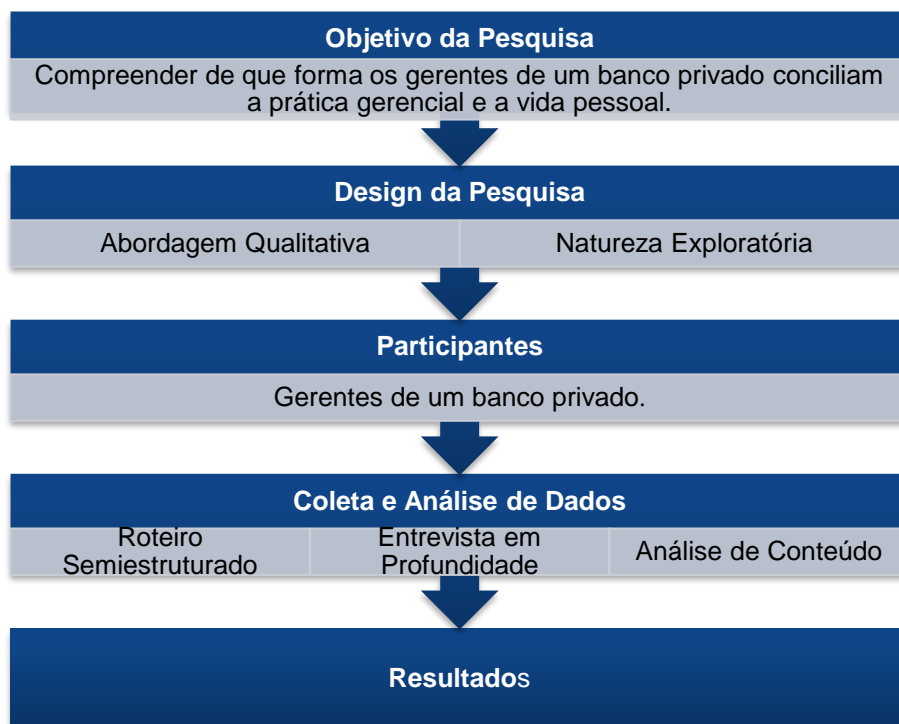 Objetivo da Pesquisa
Compreender de que forma os gerentes de um banco privado conciliam
a prática gerencial e a vida pessoal.
Design da Pesquisa
Abordagem Qualitativa
Natureza Exploratória
Participantes
Gerentes de um banco privado.
Coleta e Análise de Dados
Roteiro
Semiestruturado
Entrevista em
Profundidade
Análise de Conteúdo
Resultados